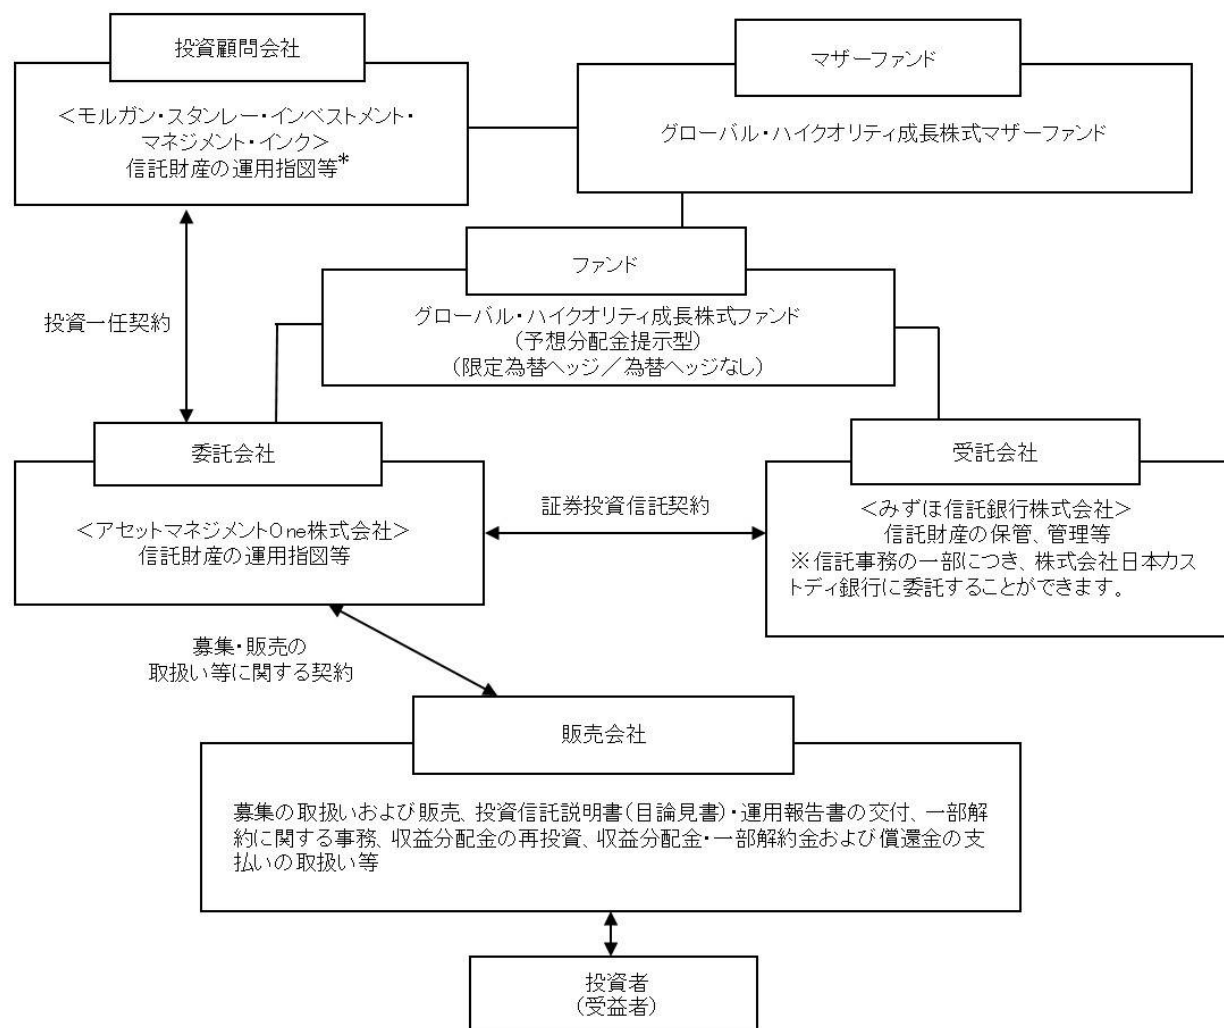 投資顧問会社
<モルガン・スタンレー・インベストメント・
マネジメント・インク>
信託財産の運用指図等*
マザーファンド
グローバル・ハイクオリティ成長株式マザーファンド
ファンド
グローバル・ハイクオリティ成長株式ファンド
(予想分配金提示型)
(限定為替ヘッジ/為替ヘッジなし)
投資一任契約
委託会社
<アセットマネジメントOne株式会社>
信託財産の運用指図等
証券投資信託契約
受託会社
<みずほ信託銀行株式会社>
信託財産の保管、管理等
※信託事務の一部につき、株式会社日本カス
トディ銀行に委託することができます。
募集・販売の
取扱い等に関する契約
販売会社
募集の取扱いおよび販売、投資信託説明書(目論見書)・運用報告書の交付、一部解
約に関する事務、収益分配金の再投資、収益分配金・一部解約金および償還金の支
払いの取扱い等
投資者
(受益者)